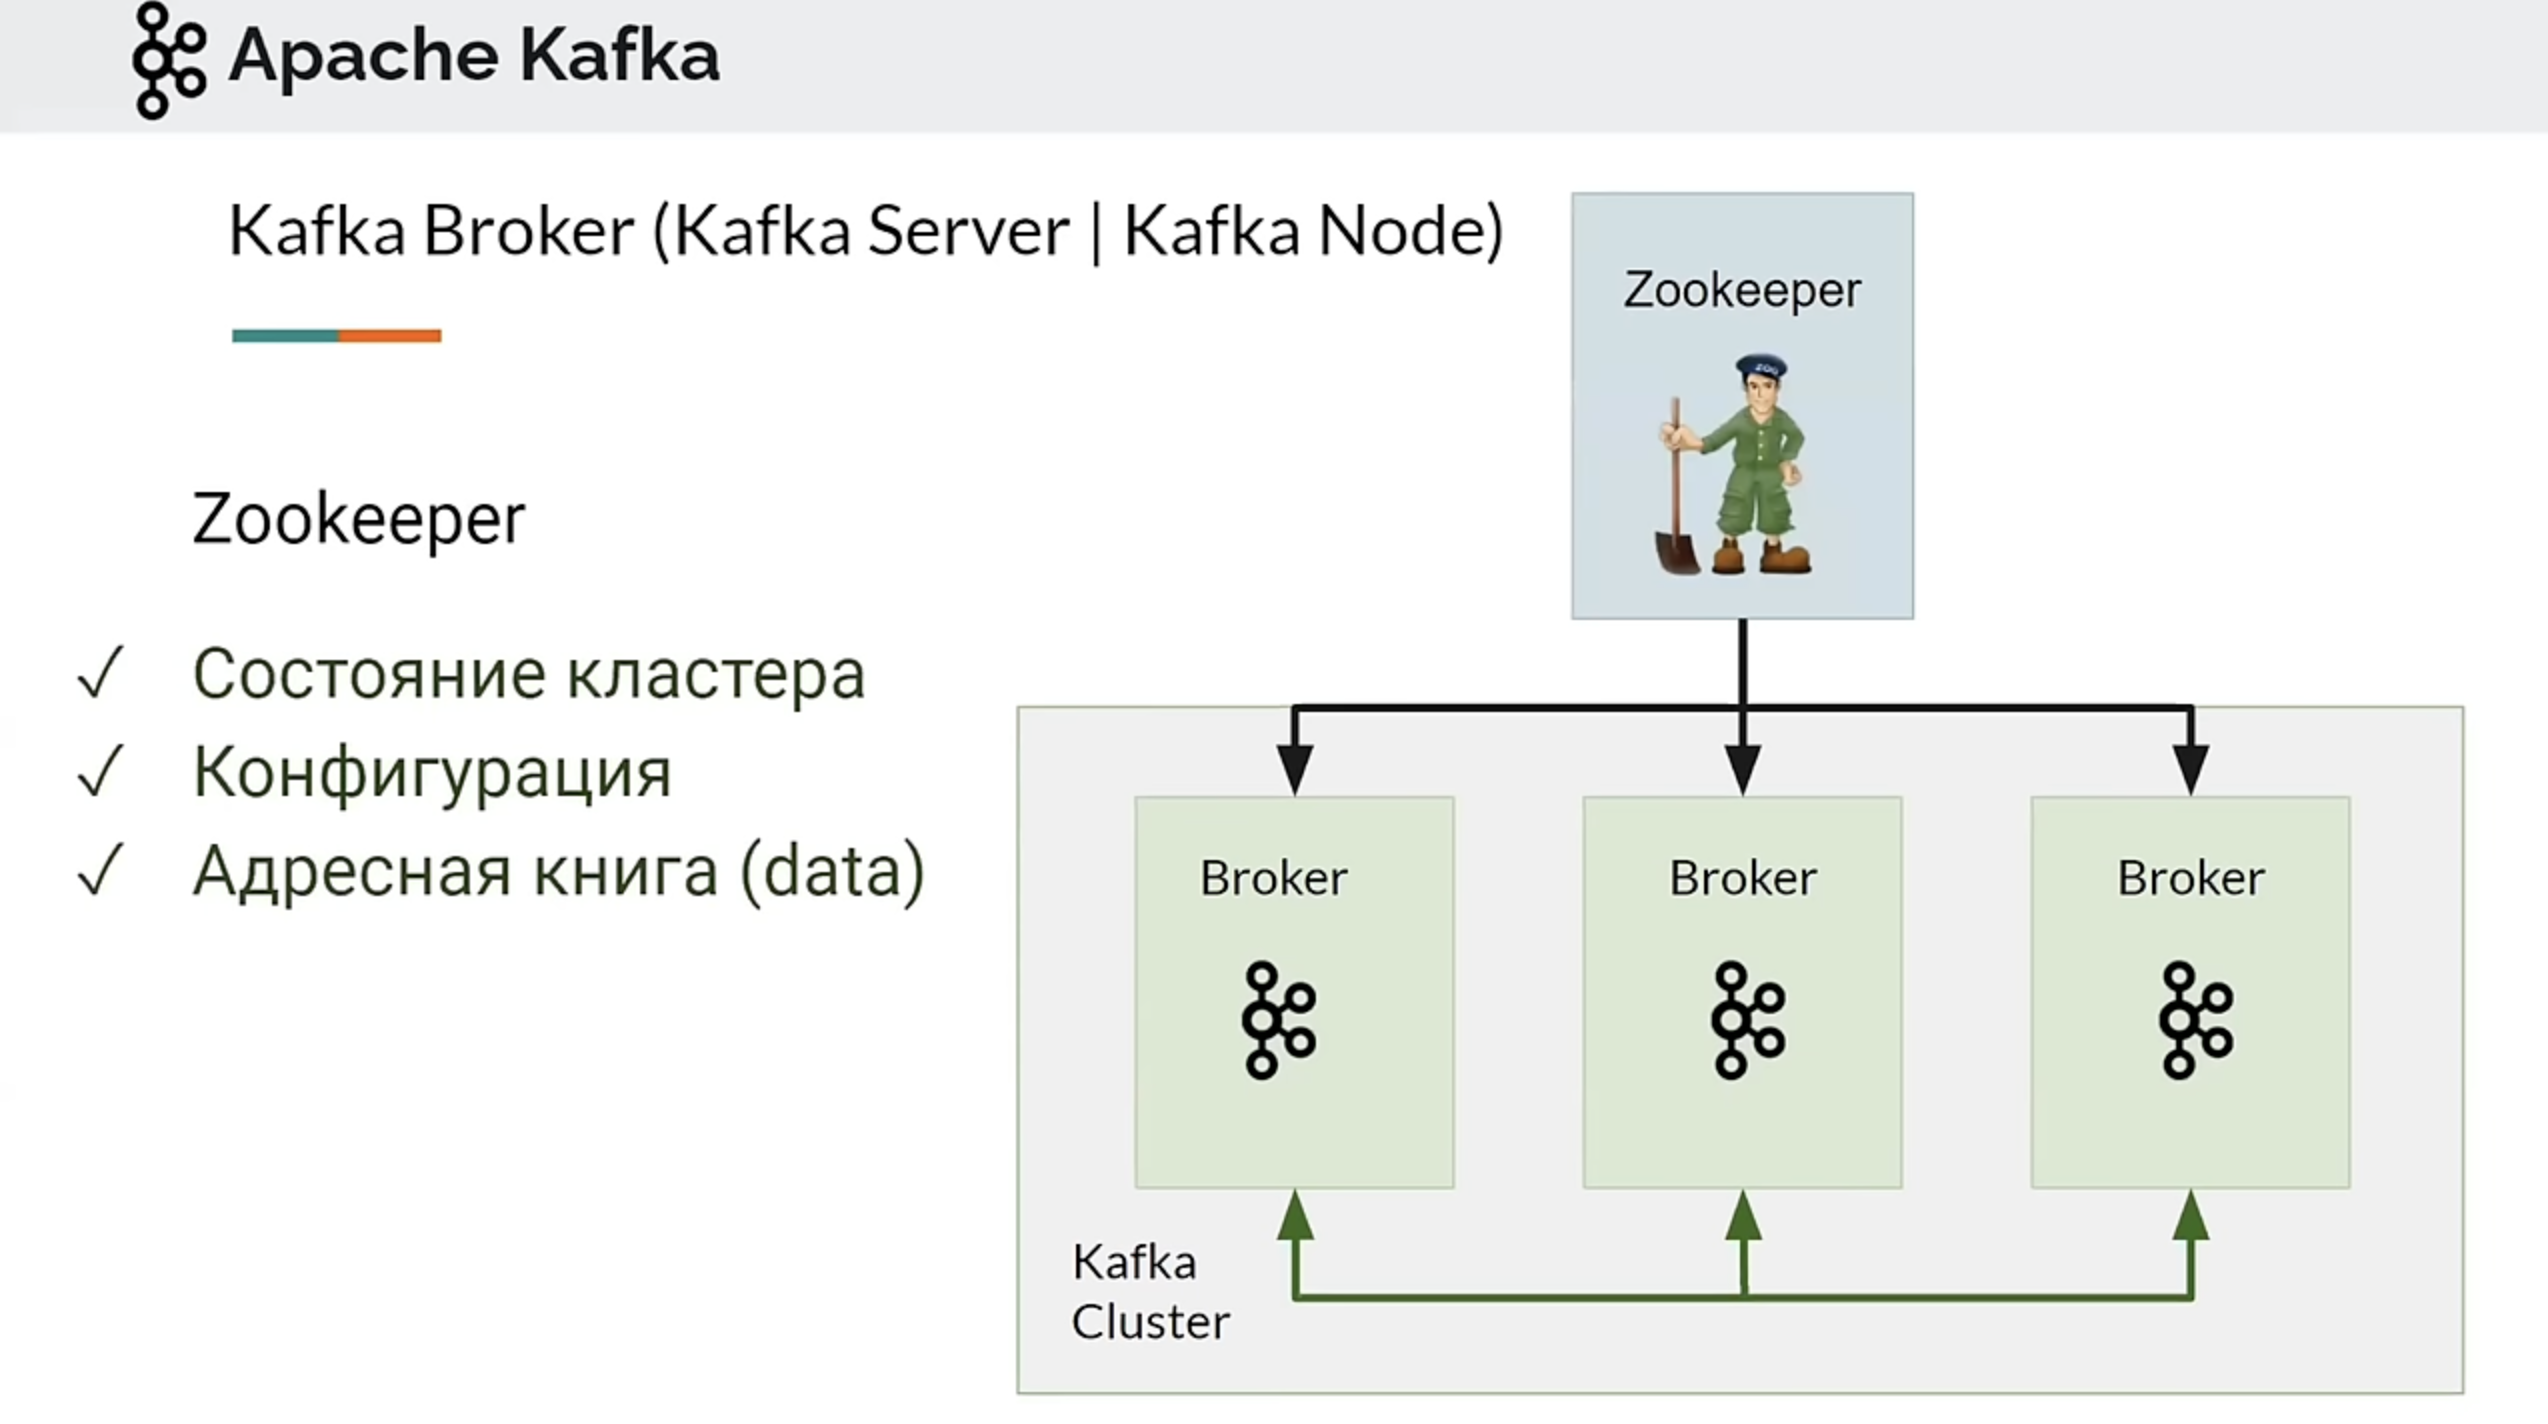 Apache Kafka
Kafka Broker (Kafka Server | Kafka Node)
Zookeeper
✓ Состояние кластера
✓ Конфигурация
✓ Адресная книга (data)
Zookeeper
ZOO
Broker
Broker
Broker
Kafka
Cluster